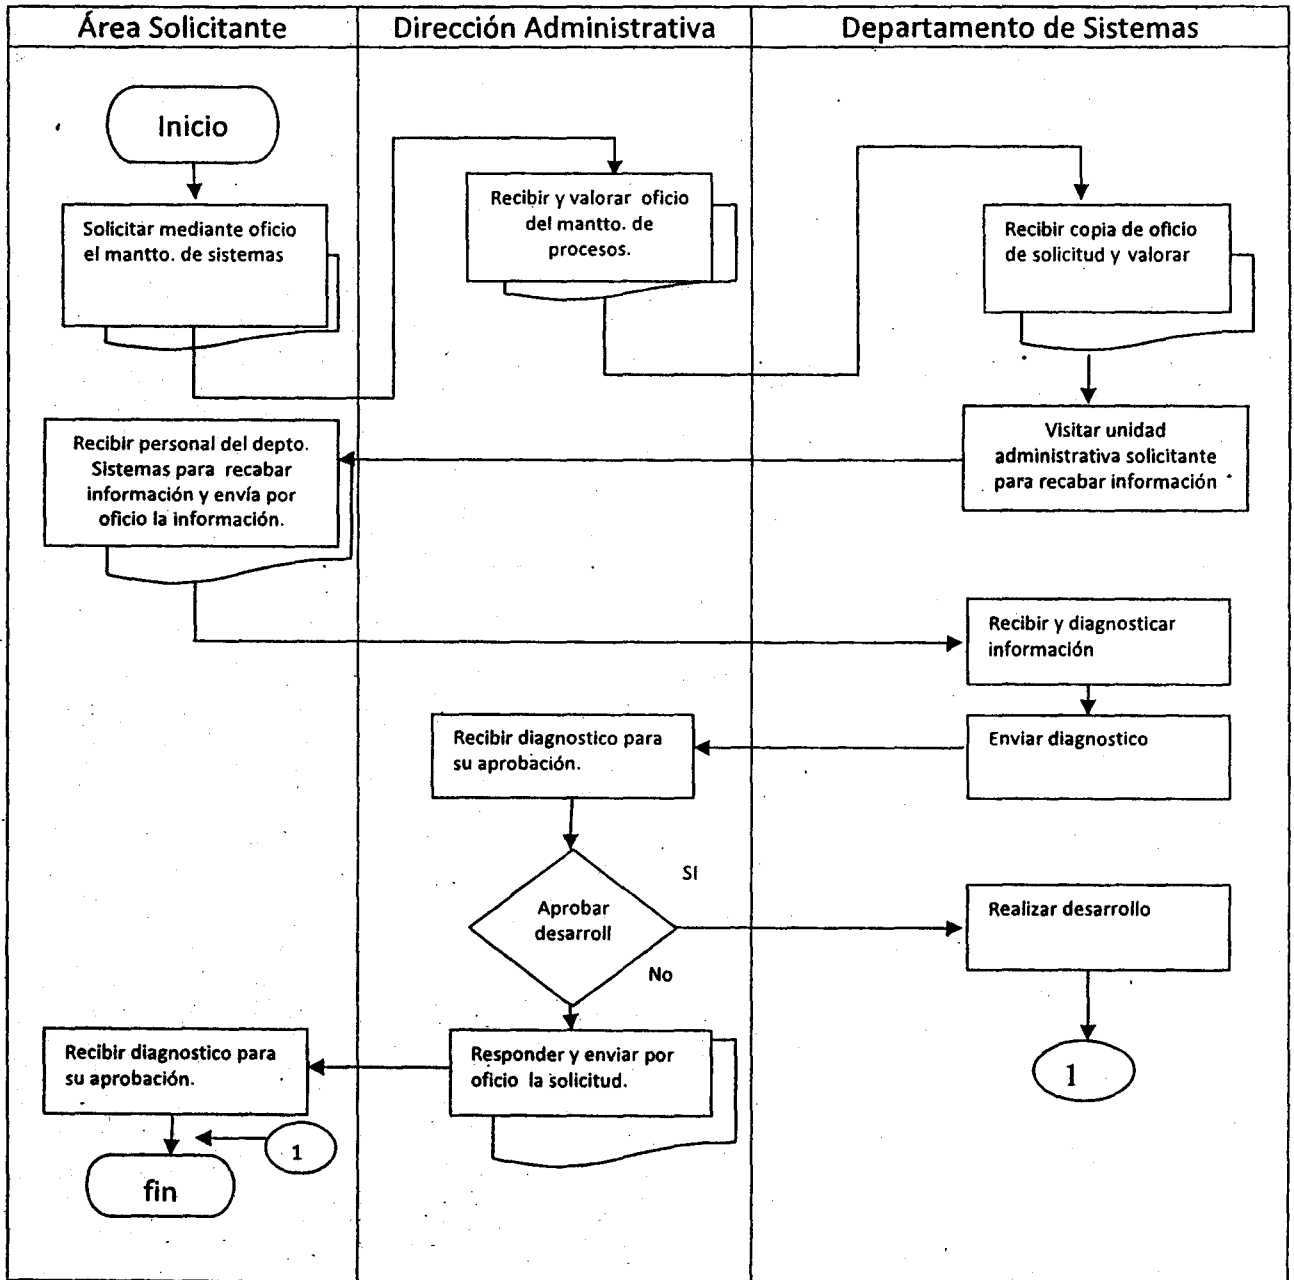 Área Solicitante
Dirección Administrativa
Departamento de Sistemas
Inicio
Solicitar mediante oficio
el mantto. de sistemas
Recibir y valorar oficio
del mantto. de
procesos.
Recibir copia de oficio
de solicitud y valorar
Visitar unidad
administrativa solicitante
para recabar información
Recibir personal del depto.
Sistemas para recabar
información y envía por
oficio la información.
Recibir y diagnosticar
información
Enviar diagnostico
Recibir diagnostico para
su aprobación.
SI
Aprobar
desarroll
No
Realizar desarrollo
1
Responder y enviar por
oficio la solicitud.
Recibir diagnostico para
su aprobación.
1
fin